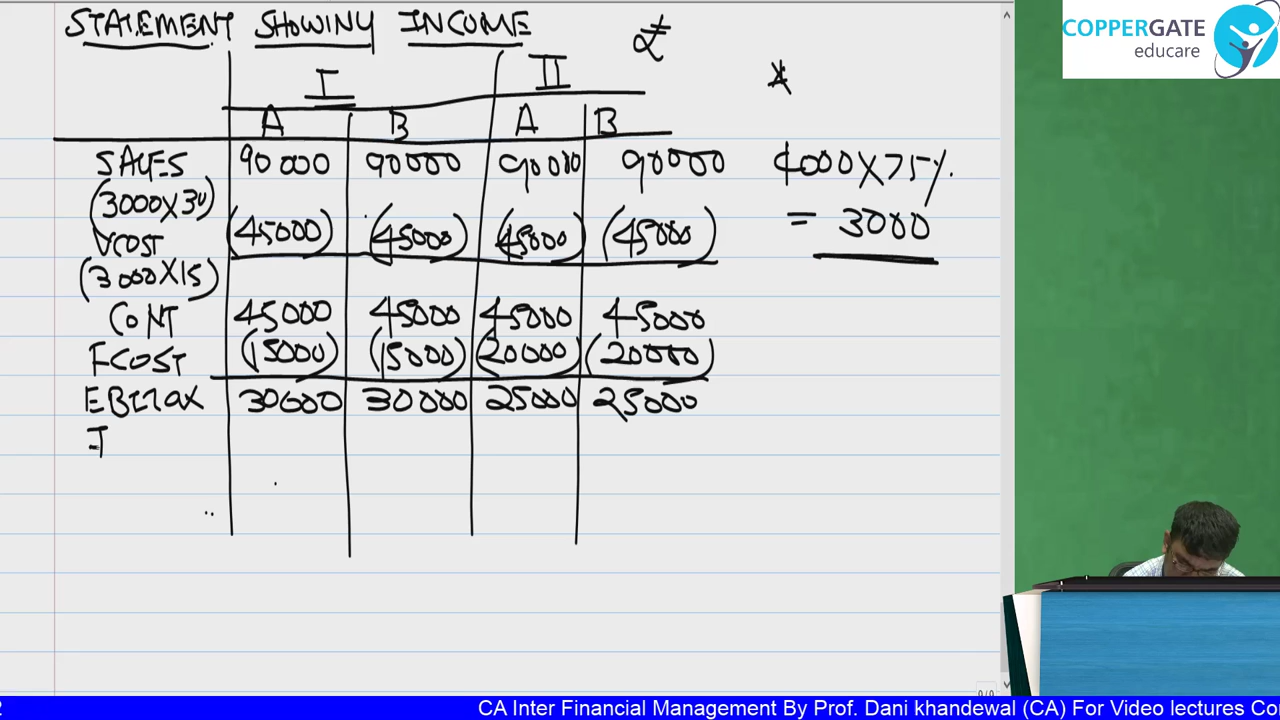 STATEMENT SHOWINY INCOME ₹
I II
A B A B
SALES 90000 90000 90000 90000
(3000X30)
VCOST (45000) (45000) (45000) (45000)
(3000X15)
CONT 45000 45000 45000 45000
FCOST (15000) (15000) (20000) (20000)
EBITax 30000 30000 25000 25000
I
4000X75%
= 3000
COPPERGATE
educare
2 CA Inter Financial Management By Prof. Dani khandewal (CA) For Video lectures Co